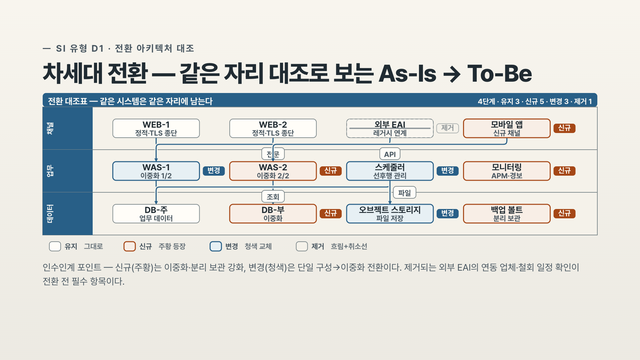 — SI 유형 D1 · 전환 아키텍처 대조
차세대 전환 — 같은 자리 대조로 보는 As-Is → To-Be
전환 대조표 — 같은 시스템은 같은 자리에 남는다
4단계 · 유지 3 · 신규 5 · 변경 3 · 제거 1
채널
WEB-1
정적·TLS 종단
WEB-2
정적·TLS 종단
외부 EAI
레거시 연계
제거
모바일 앱
신규 채널
신규
전문
API
업무
WAS-1
이중화 1/2
변경
WAS-2
이중화 2/2
신규
스케줄러
선후행 관리
변경
모니터링
APM·경보
신규
조회
파일
데이터
DB-주
업무 데이터
DB-부
이중화
신규
오브젝트 스토리지
파일 저장
변경
백업 볼트
분리 보관
신규
유지 그대로
신규 주황 등장
변경 청색 교체
제거 흐림+취소선
인수인계 포인트 — 신규(주황)는 이중화·분리 보관 강화, 변경(청색)은 단일 구성→이중화 전환이다. 제거되는 외부 EAI의 연동 업체·철회 일정 확인이
전환 전 필수 항목이다.